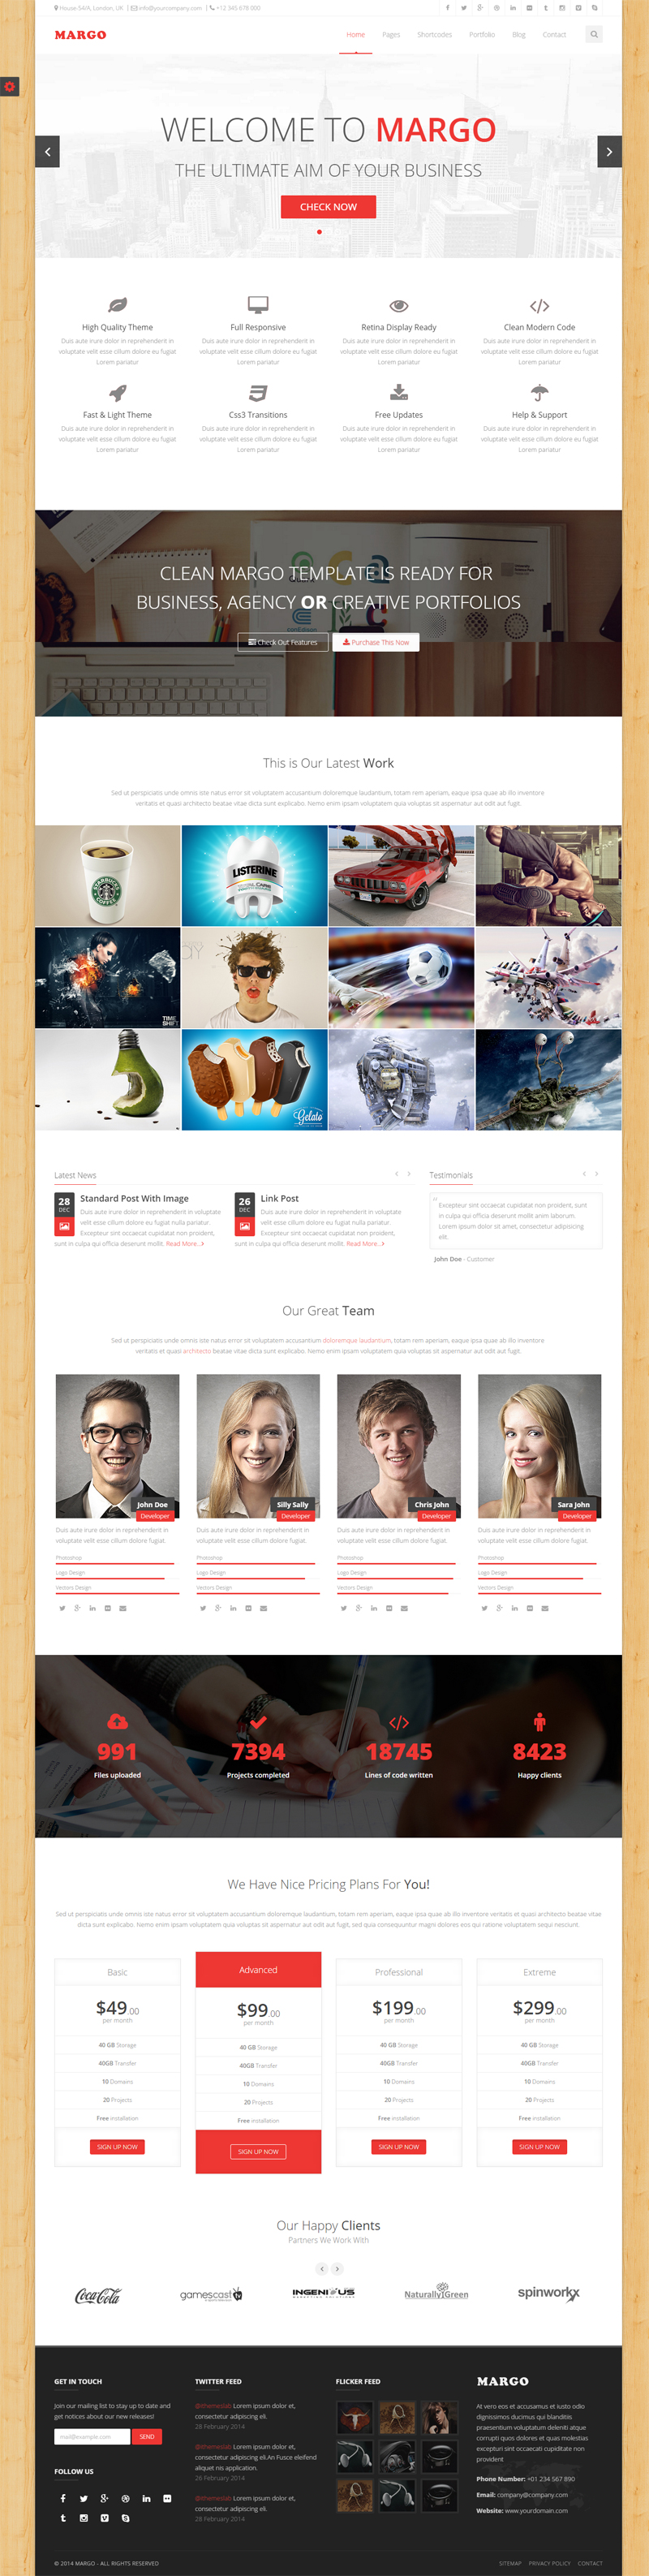 House-54/A, London, UK | info@yourcompany.com | +12 345 678 000
MARGO
Home Pages Shortcodes Portfolio Blog Contact
WELCOME TO MARGO
THE ULTIMATE AIM OF YOUR BUSINESS
CHECK NOW
High Quality Theme
Duis aute irure dolor in reprehenderit in
voluptate velit esse cillum dolore eu fugiat
Lorem pariatur
Full Responsive
Duis aute irure dolor in reprehenderit in
voluptate velit esse cillum dolore eu fugiat
Lorem pariatur
Retina Display Ready
Duis aute irure dolor in reprehenderit in
voluptate velit esse cillum dolore eu fugiat
Lorem pariatur
Clean Modern Code
Duis aute irure dolor in reprehenderit in
voluptate velit esse cillum dolore eu fugiat
Lorem pariatur
Fast & Light Theme
Duis aute irure dolor in reprehenderit in
voluptate velit esse cillum dolore eu fugiat
Lorem pariatur
Css3 Transitions
Duis aute irure dolor in reprehenderit in
voluptate velit esse cillum dolore eu fugiat
Lorem pariatur
Free Updates
Duis aute irure dolor in reprehenderit in
voluptate velit esse cillum dolore eu fugiat
Lorem pariatur
Help & Support
Duis aute irure dolor in reprehenderit in
voluptate velit esse cillum dolore eu fugiat
Lorem pariatur
CLEAN MARGO TEMPLATE IS READY FOR
BUSINESS, AGENCY OR CREATIVE PORTFOLIOS
Check Out Features
Purchase This Now
This is Our Latest Work
Sed ut perspiciatis unde omnis iste natus error sit voluptatem accusantium doloremque laudantium, totam rem aperiam, eaque ipsa quae ab illo inventore
veritatis et quasi architecto beatae vitae dicta sunt explicabo. Nemo enim ipsam voluptatem quia voluptas sit aspernatur aut odit aut fugit.
STARBUCKS
COFFEE
LISTERINE
TOTAL CARE
TIME
SHIFT
Gelato
Latest News
28
DEC
Standard Post With Image
Duis aute irure dolor in reprehenderit in voluptate
velit esse cillum dolore eu fugiat nulla pariatur.
Excepteur sint occaecat cupidatat non proident,
sunt in culpa qui officia deserunt mollit. Read More...
26
DEC
Link Post
Duis aute irure dolor in reprehenderit in voluptate
velit esse cillum dolore eu fugiat nulla pariatur.
Excepteur sint occaecat cupidatat non proident,
sunt in culpa qui officia deserunt mollit. Read More...
Testimonials
Excepteur sint occaecat cupidatat non proident, sunt
in culpa qui officia deserunt mollit anim laborum.
Lorem ipsum dolor sit amet, consectetur adipisicing
elit.
John Doe - Customer
Our Great Team
Sed ut perspiciatis unde omnis iste natus error sit voluptatem accusantium doloremque laudantium, totam rem aperiam, eaque ipsa quae ab illo inventore
veritatis et quasi architecto beatae vitae dicta sunt explicabo. Nemo enim ipsam voluptatem quia voluptas sit aspernatur aut odit aut fugit.
John Doe
Developer
Duis aute irure dolor in reprehenderit in
voluptate velit esse cillum dolore fugiat.
Photoshop
Logo Design
Vectors Design
Silly Sally
Developer
Duis aute irure dolor in reprehenderit in
voluptate velit esse cillum dolore fugiat.
Photoshop
Logo Design
Vectors Design
Chris John
Developer
Duis aute irure dolor in reprehenderit in
voluptate velit esse cillum dolore fugiat.
Photoshop
Logo Design
Vectors Design
Sara John
Developer
Duis aute irure dolor in reprehenderit in
voluptate velit esse cillum dolore fugiat.
Photoshop
Logo Design
Vectors Design
991
Files uploaded
7394
Projects completed
18745
Lines of code written
8423
Happy clients
We Have Nice Pricing Plans For You!
Sed ut perspiciatis unde omnis iste natus error sit voluptatem accusantium doloremque laudantium, totam rem aperiam, eaque ipsa quae ab illo inventore veritatis et quasi architecto beatae vitae
dicta sunt explicabo. Nemo enim ipsam voluptatem quia voluptas sit aspernatur aut odit aut fugit, sed quia consequuntur magni dolores eos qui ratione voluptatem sequi nesciunt.
Basic
$49.00
per month
40 GB Storage
40GB Transfer
10 Domains
20 Projects
Free installation
SIGN UP NOW
Advanced
$99.00
per month
40 GB Storage
40GB Transfer
10 Domains
20 Projects
Free installation
SIGN UP NOW
Professional
$199.00
per month
40 GB Storage
40GB Transfer
10 Domains
20 Projects
Free installation
SIGN UP NOW
Extreme
$299.00
per month
40 GB Storage
40GB Transfer
10 Domains
20 Projects
Free installation
SIGN UP NOW
Our Happy Clients
Partners We Work With
Coca-Cola
gamescast
INGENIOUS
MARKETING SOLUTIONS
NaturallyGreen
spinworkx
GET IN TOUCH
Join our mailing list to stay up to date and
get notices about our new releases!
mail@example.com
SEND
FOLLOW US
TWITTER FEED
@themeslab Lorem ipsum dolor et,
consectetur adipiscing eli.
28 February 2014
@themeslab Lorem ipsum dolor et,
consectetur adipiscing eli.An Fusce eleifend
aliquet nis application.
26 February 2014
@themeslab Lorem ipsum dolor et,
consectetur adipiscing eli.
28 February 2014
FLICKER FEED
MARGO
At vero eos et accusamus et iusto odio
dignissimos ducimus qui blanditiis
praesentium voluptatum deleniti atque
corrupti quos dolores et quas molestias
excepturi sint occaecati cupiditate non
provident
Phone Number: +01 234 567 890
Email: company@company.com
Website: www.yourdomain.com
© 2014 MARGO - ALL RIGHTS RESERVED
SITEMAP PRIVACY POLICY CONTACT